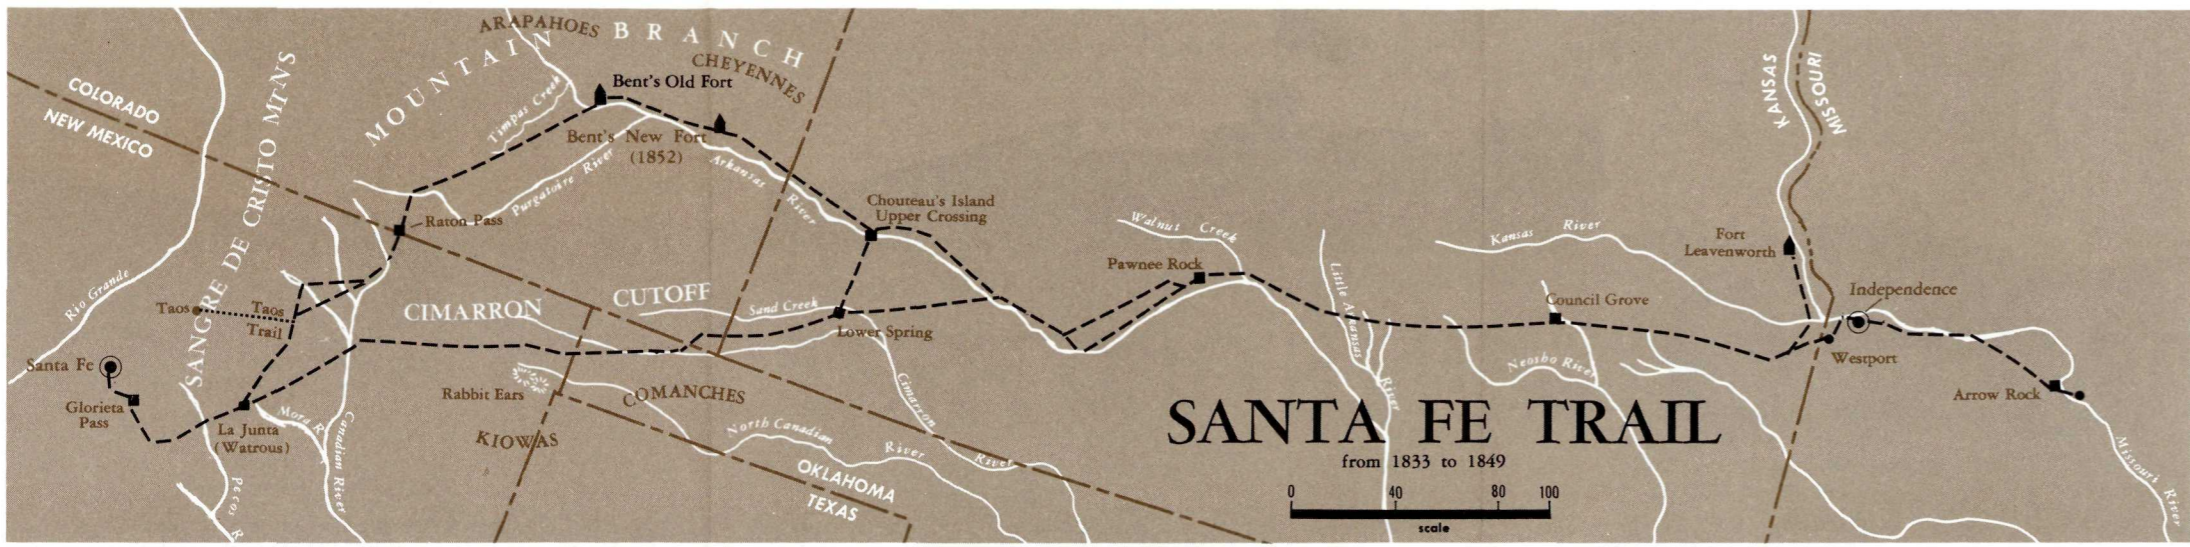 ARAPAHOES
MOUNTAIN BRANCH
CHEYENNES
Bent's Old Fort
Timpas Creek
Bent's New Fort
(1852)
COLORADO
NEW MEXICO
SANGRE DE CRISTO MTNS
Purgatoire River
Arkansas River
Raton Pass
Chouteau's Island
Upper Crossing
Rio Grande
Taos
Taos
Trail
CIMARRON CUTOFF
Sand Creek
Lower Spring
Santa Fe
Glorieta
Pass
La Junta
(Watrous)
Mora R
Canadian River
Pecos R
Rabbit Ears
COMANCHES
KIOWAS
North Canadian River
Cimarron River
OKLAHOMA
TEXAS
Walnut Creek
Pawnee Rock
Little Arkansas River
Kansas River
Council Grove
Neosho River
KANSAS
MISSOURI
Fort
Leavenworth
Independence
Westport
Arrow Rock
Missouri River
SANTA FE TRAIL
from 1833 to 1849
0 40 80 100
scale